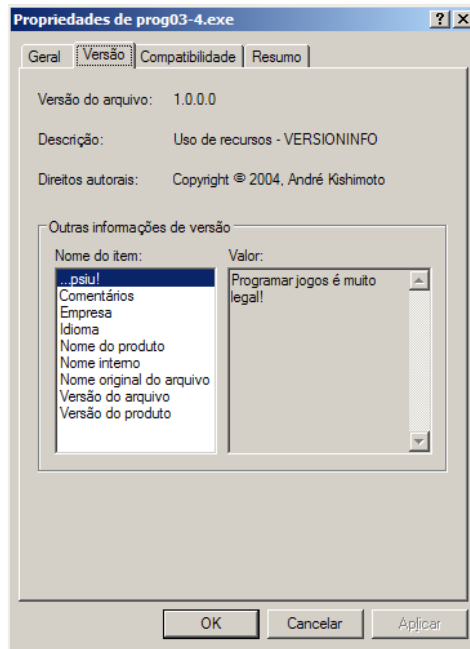 Propriedades de prog03-4.exe
Geral Versão Compatibilidade Resumo
Versão do arquivo: 1.0.0.0
Descrição: Uso de recursos - VERSIONINFO
Direitos autorais: Copyright © 2004, André Kishimoto
Outras informações de versão
Nome do item: Valor:
...psiu!
Comentários
Empresa
Idioma
Nome do produto
Nome interno
Nome original do arquivo
Versão do arquivo
Versão do produto
Programar jogos é muito
legal!
OK Cancelar Aplicar